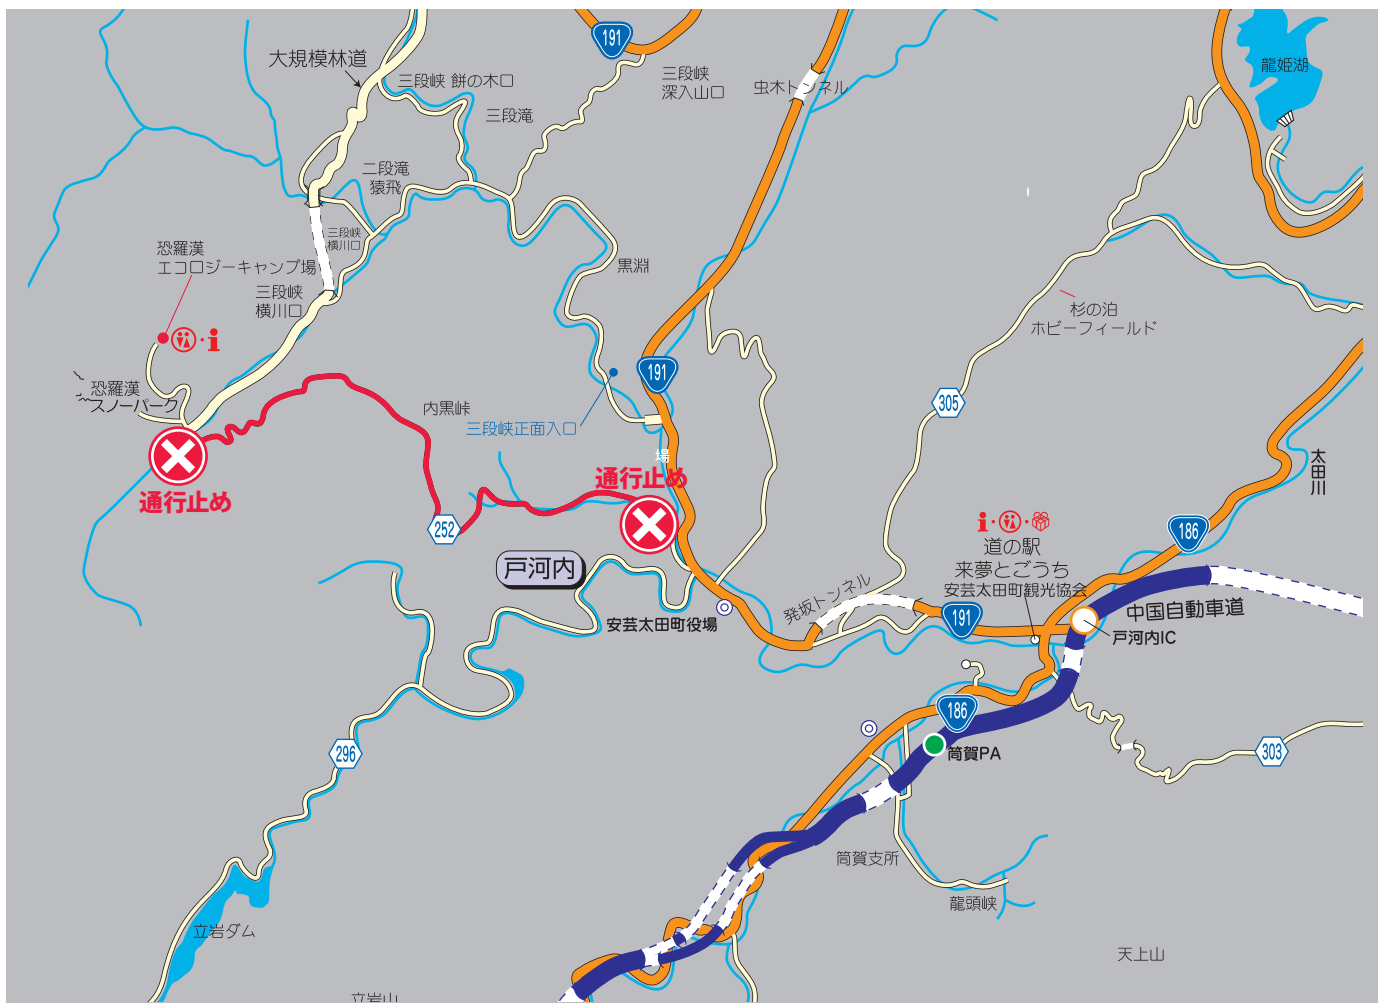 191
大規模林道
三段峡 餅の木口
三段峡
深入山口
虫木トンネル
龍姫湖
三段滝
二段滝
猿飛
三段峡
横川口
恐羅漢
エコロジーキャンプ場
三段峡
横川口
黒淵
杉の泊
ホビーフィールド
恐羅漢
スノーパーク
191
内黒峠
三段峡正面入口
305
場
通行止め
通行止め
太田川
252
186
道の駅
来夢とごうち
安芸太田町観光協会
戸河内
発坂トンネル
191
中国自動車道
戸河内IC
安芸太田町役場
186
296
筒賀PA
303
筒賀支所
龍頭峡
立岩ダム
天上山
立岩山